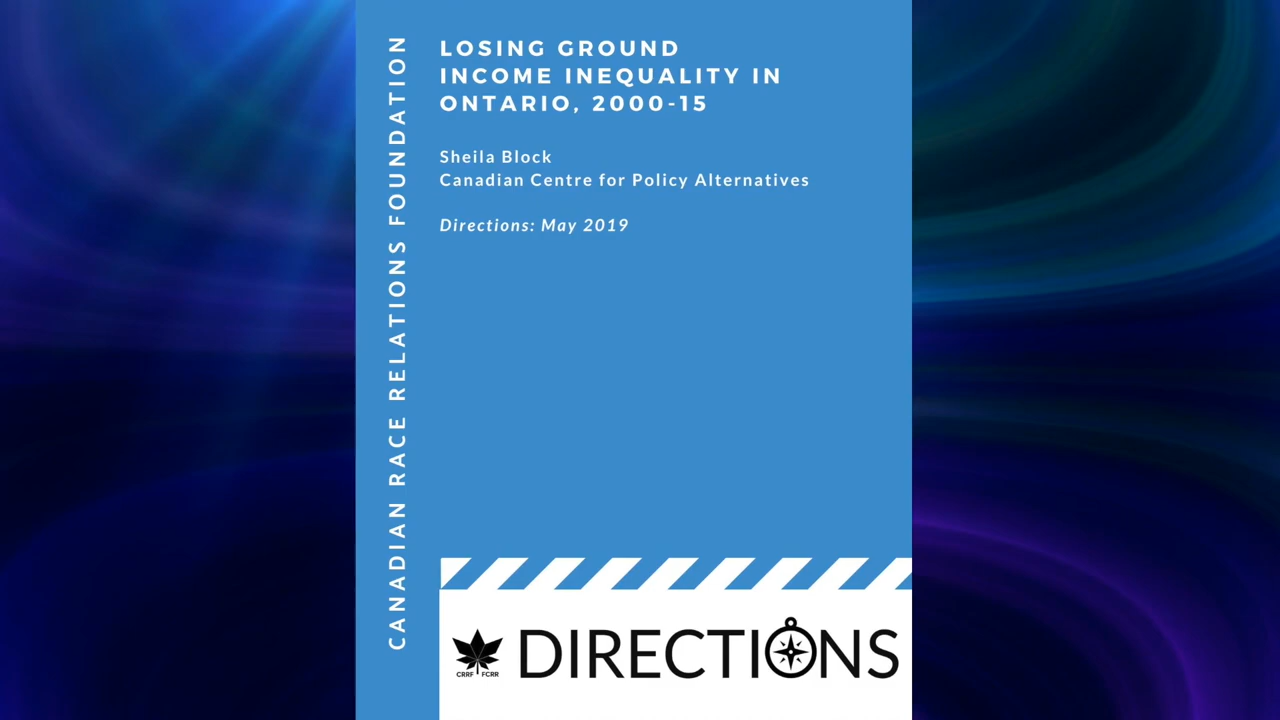 CANADIAN RACE RELATIONS FOUNDATION
LOSING GROUND
INCOME INEQUALITY IN
ONTARIO, 2000-15
Sheila Block
Canadian Centre for Policy Alternatives
Directions: May 2019
CRRF FCRR
DIRECTIONS